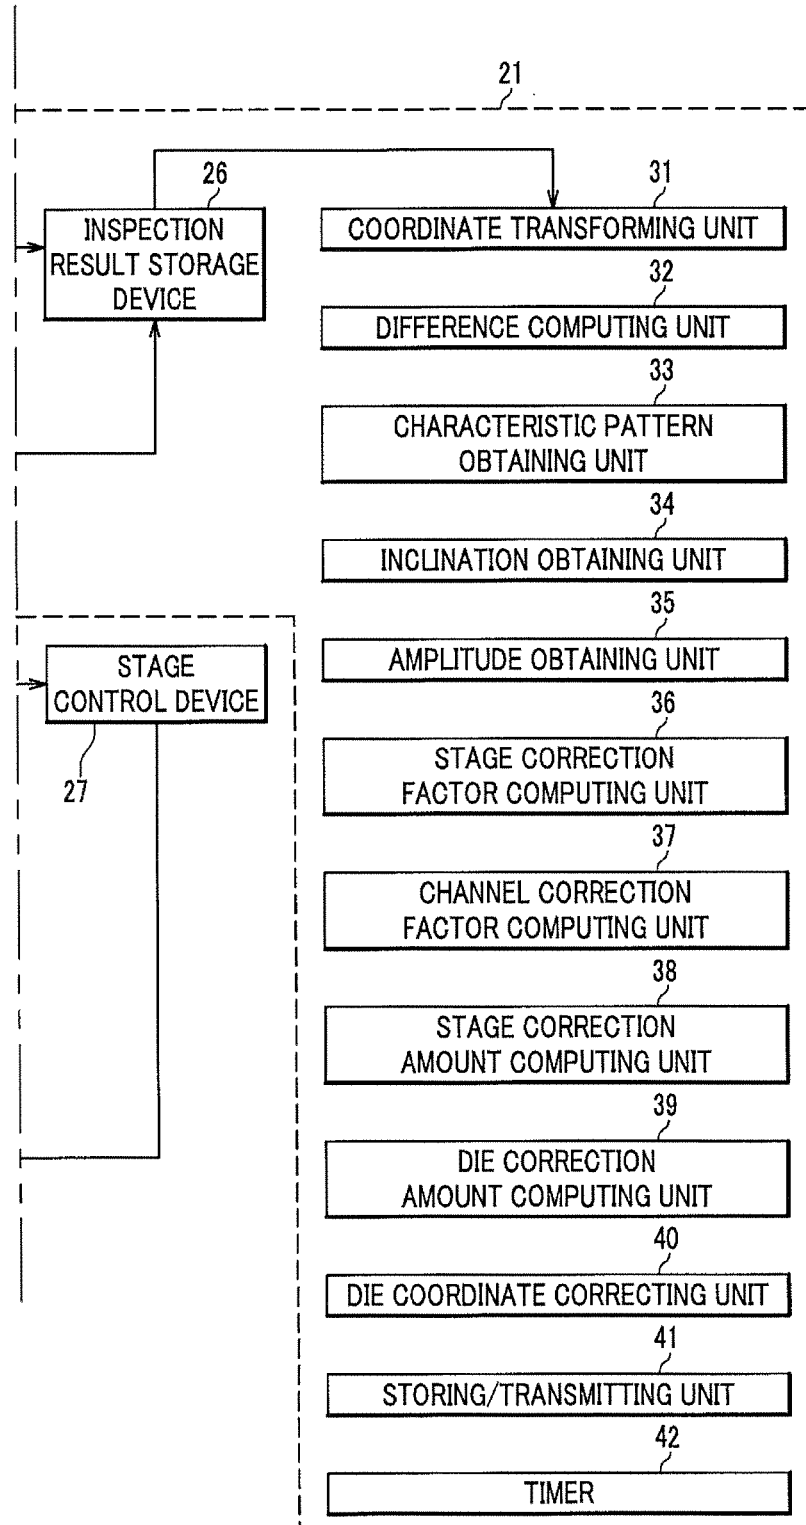 21
26
INSPECTION
RESULT STORAGE
DEVICE
31
COORDINATE TRANSFORMING UNIT
32
DIFFERENCE COMPUTING UNIT
33
CHARACTERISTIC PATTERN
OBTAINING UNIT
34
INCLINATION OBTAINING UNIT
35
AMPLITUDE OBTAINING UNIT
STAGE
CONTROL DEVICE
27
36
STAGE CORRECTION
FACTOR COMPUTING UNIT
37
CHANNEL CORRECTION
FACTOR COMPUTING UNIT
38
STAGE CORRECTION
AMOUNT COMPUTING UNIT
39
DIE CORRECTION
AMOUNT COMPUTING UNIT
40
DIE COORDINATE CORRECTING UNIT
41
STORING/TRANSMITTING UNIT
42
TIMER